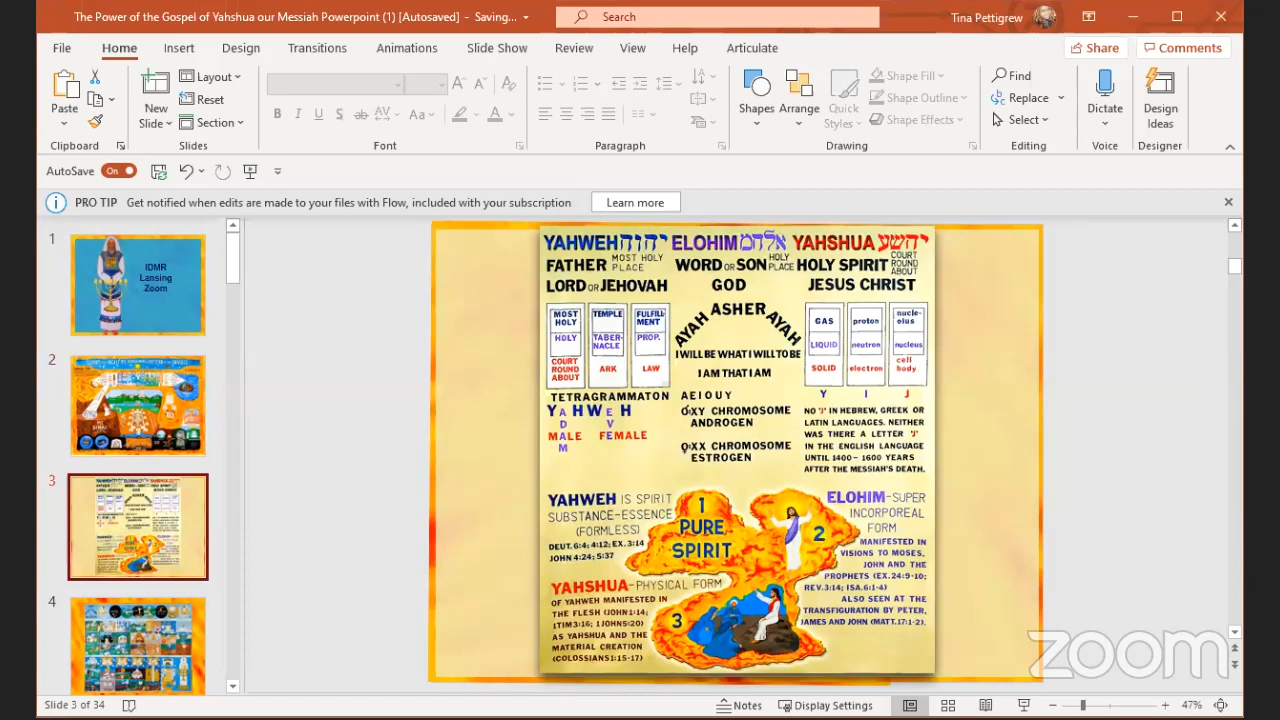 The Power of the Gospel of Yahshua our Messiah Powerpoint (1) [Autosaved] - Saving...
Search
Tina Pettigrew
File Home Insert Design Transitions Animations Slide Show Review View Help Articulate
Share Comments
Paste
New Slide
Layout
Reset
Section
Shapes
Arrange
Quick Styles
Shape Fill
Shape Outline
Shape Effects
Find
Replace
Select
Dictate
Design Ideas
Clipboard Slides Font Paragraph Drawing Editing Voice Designer
AutoSave On
PRO TIP Get notified when edits are made to your files with Flow, included with your subscription Learn more
1
IDMR
Lansing
Zoom
2
3
4
YAHWEH יהוה ELOHIM אלהם YAHSHUA יהשע
FATHER MOST HOLY PLACE WORD OR SON HOLY PLACE HOLY SPIRIT COURT ROUND ABOUT
LORD OR JEHOVAH GOD JESUS CHRIST
MOST HOLY TEMPLE FULFILLMENT
HOLY TABERNACLE PROP.
COURT ROUND ABOUT ARK LAW
AYAH ASHER AYAH
I WILL BE WHAT I WILL TO BE
I AM THAT I AM
GAS proton nucleolus
LIQUID neutron nucleus
SOLID electron cell body
TETRAGRAMMATON
YAHWEH
ADAM EVE
MALE FEMALE
A E I O U Y
XY CHROMOSOME
ANDROGEN
XX CHROMOSOME
ESTROGEN
Y I J
NO 'J' IN HEBREW, GREEK OR
LATIN LANGUAGES. NEITHER
WAS THERE A LETTER 'J'
IN THE ENGLISH LANGUAGE
UNTIL 1400 - 1600 YEARS
AFTER THE MESSIAH'S DEATH.
YAHWEH IS SPIRIT
SUBSTANCE-ESSENCE
(FORMLESS)
DEUT. 6:4; 4:12; EX. 3:14
JOHN 4:24; 5:37
1
PURE
SPIRIT
2
ELOHIM-SUPER
INCORPOREAL
FORM
MANIFESTED IN
VISIONS TO MOSES,
JOHN AND THE
PROPHETS (EX.24:9-10;
REV.3:14; ISA.6:1-4)
ALSO SEEN AT THE
TRANSFIGURATION BY PETER,
JAMES AND JOHN (MATT.17:1-2).
YAHSHUA-PHYSICAL FORM
OF YAHWEH MANIFESTED IN
THE FLESH (JOHN 1:14;
1TIM 3:16; 1JOHN 5:20)
AS YAHSHUA AND THE
MATERIAL CREATION
(COLOSSIANS 1:15-17)
3
zoom
Slide 3 of 34
Notes Display Settings 47%